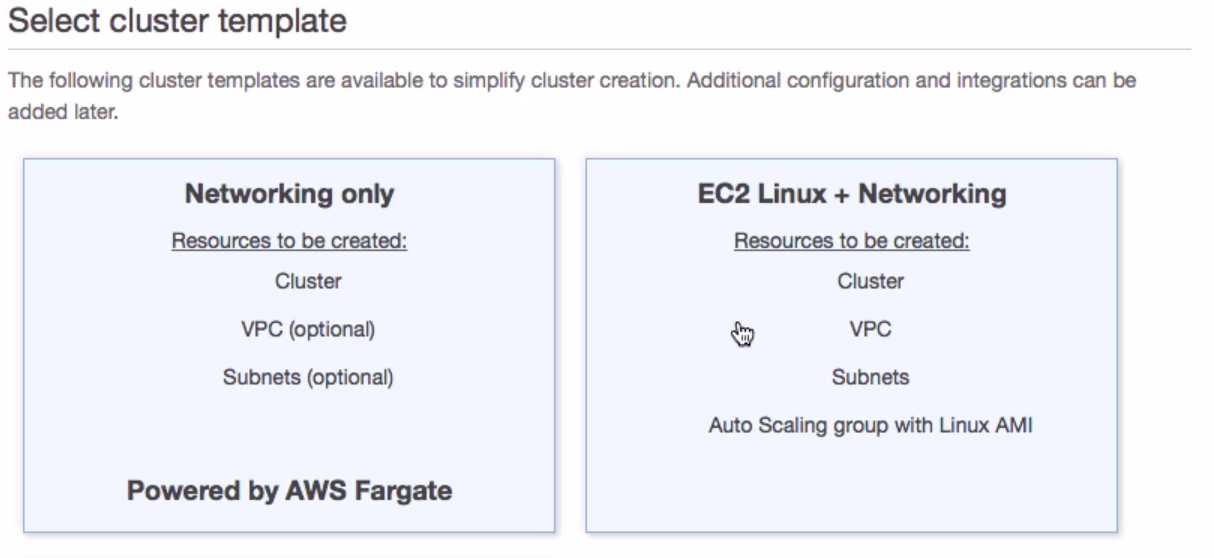 Select cluster template
The following cluster templates are available to simplify cluster creation. Additional configuration and integrations can be
added later.
Networking only
Resources to be created:
Cluster
VPC (optional)
Subnets (optional)
Powered by AWS Fargate
EC2 Linux + Networking
Resources to be created:
Cluster
VPC
Subnets
Auto Scaling group with Linux AMI